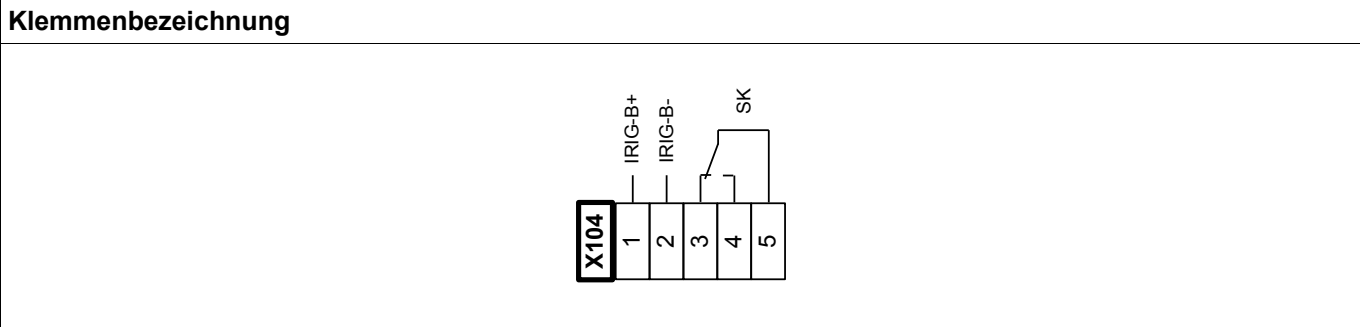 Klemmenbezeichnung
IRIG-B+
IRIG-B-
SK
X104
1
2
3
4
5